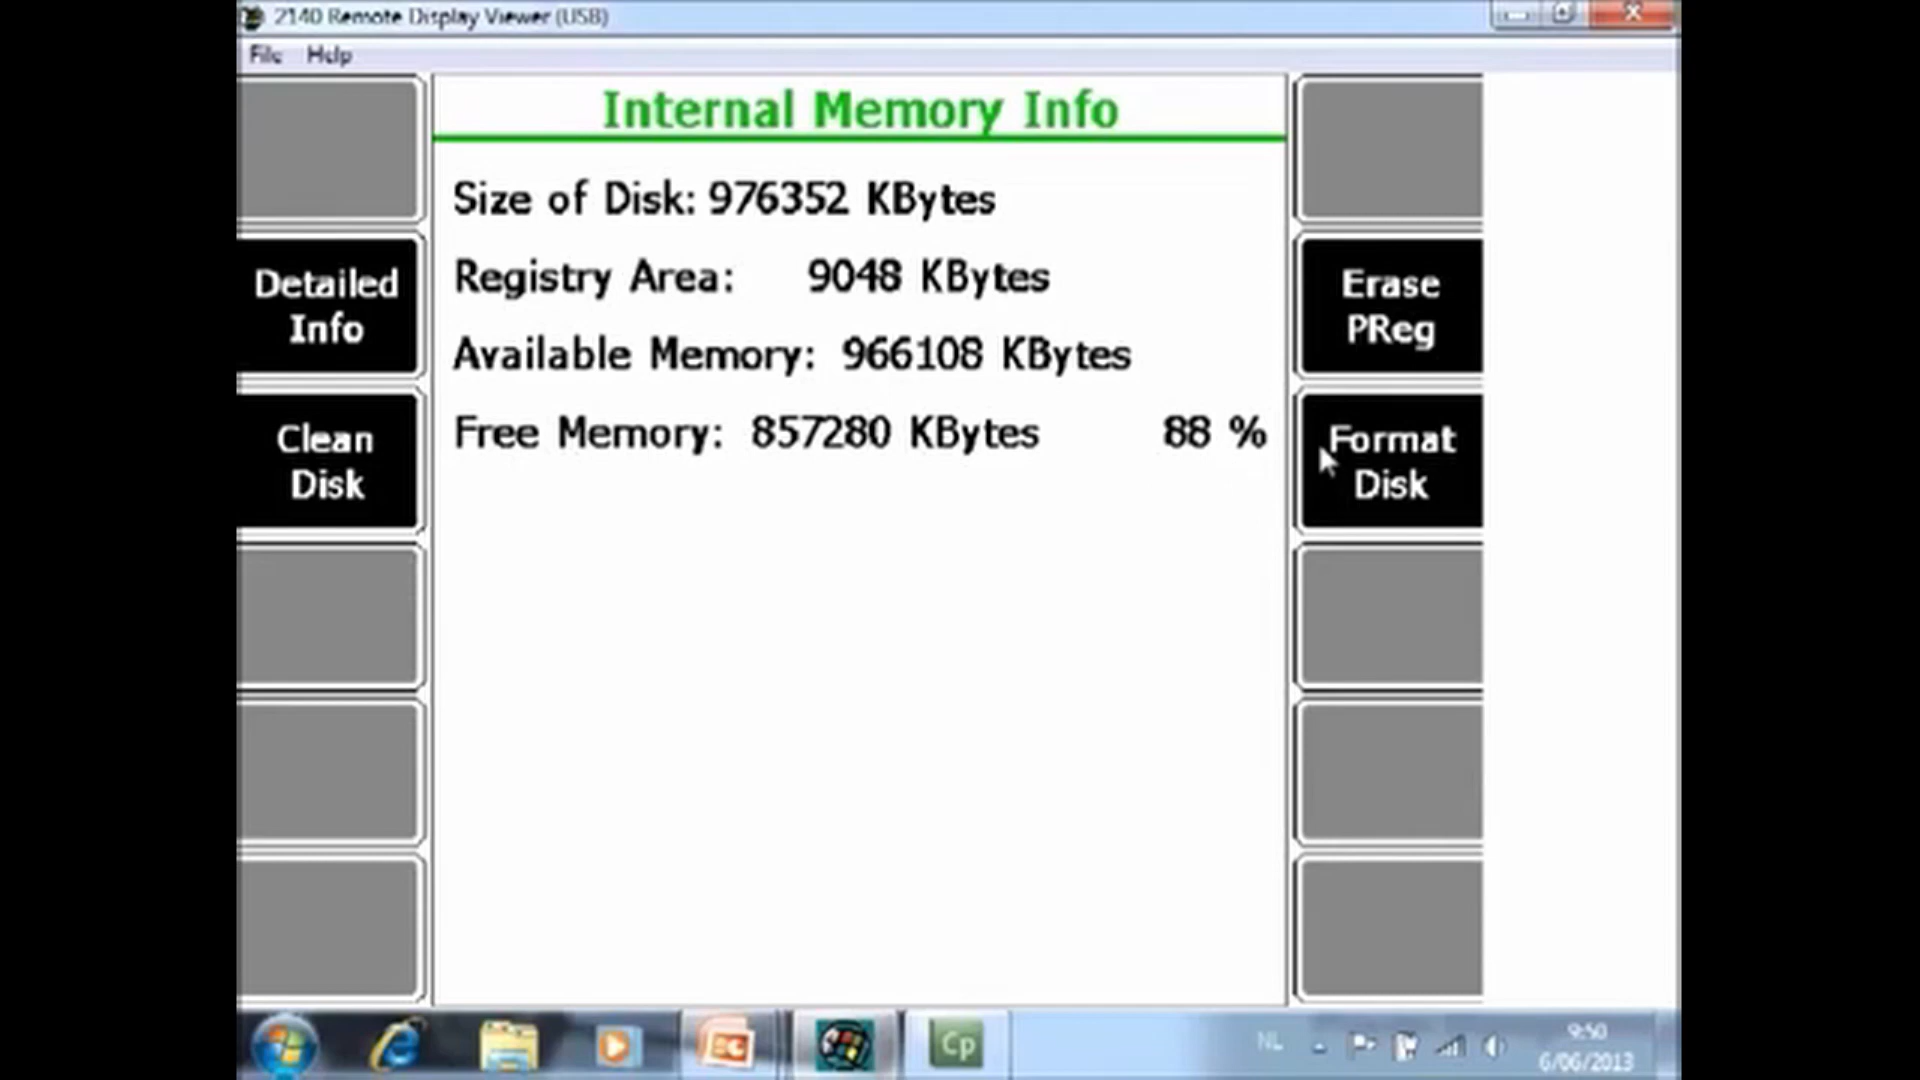 2140 Remote Display Viewer (USB)
File Help
Internal Memory Info
Size of Disk: 976352 KBytes
Registry Area: 9048 KBytes
Available Memory: 966108 KBytes
Free Memory: 857280 KBytes 88 %
Detailed
Info
Clean
Disk
Erase
PReg
Format
Disk
Cp
NL
9:50
6/06/2013